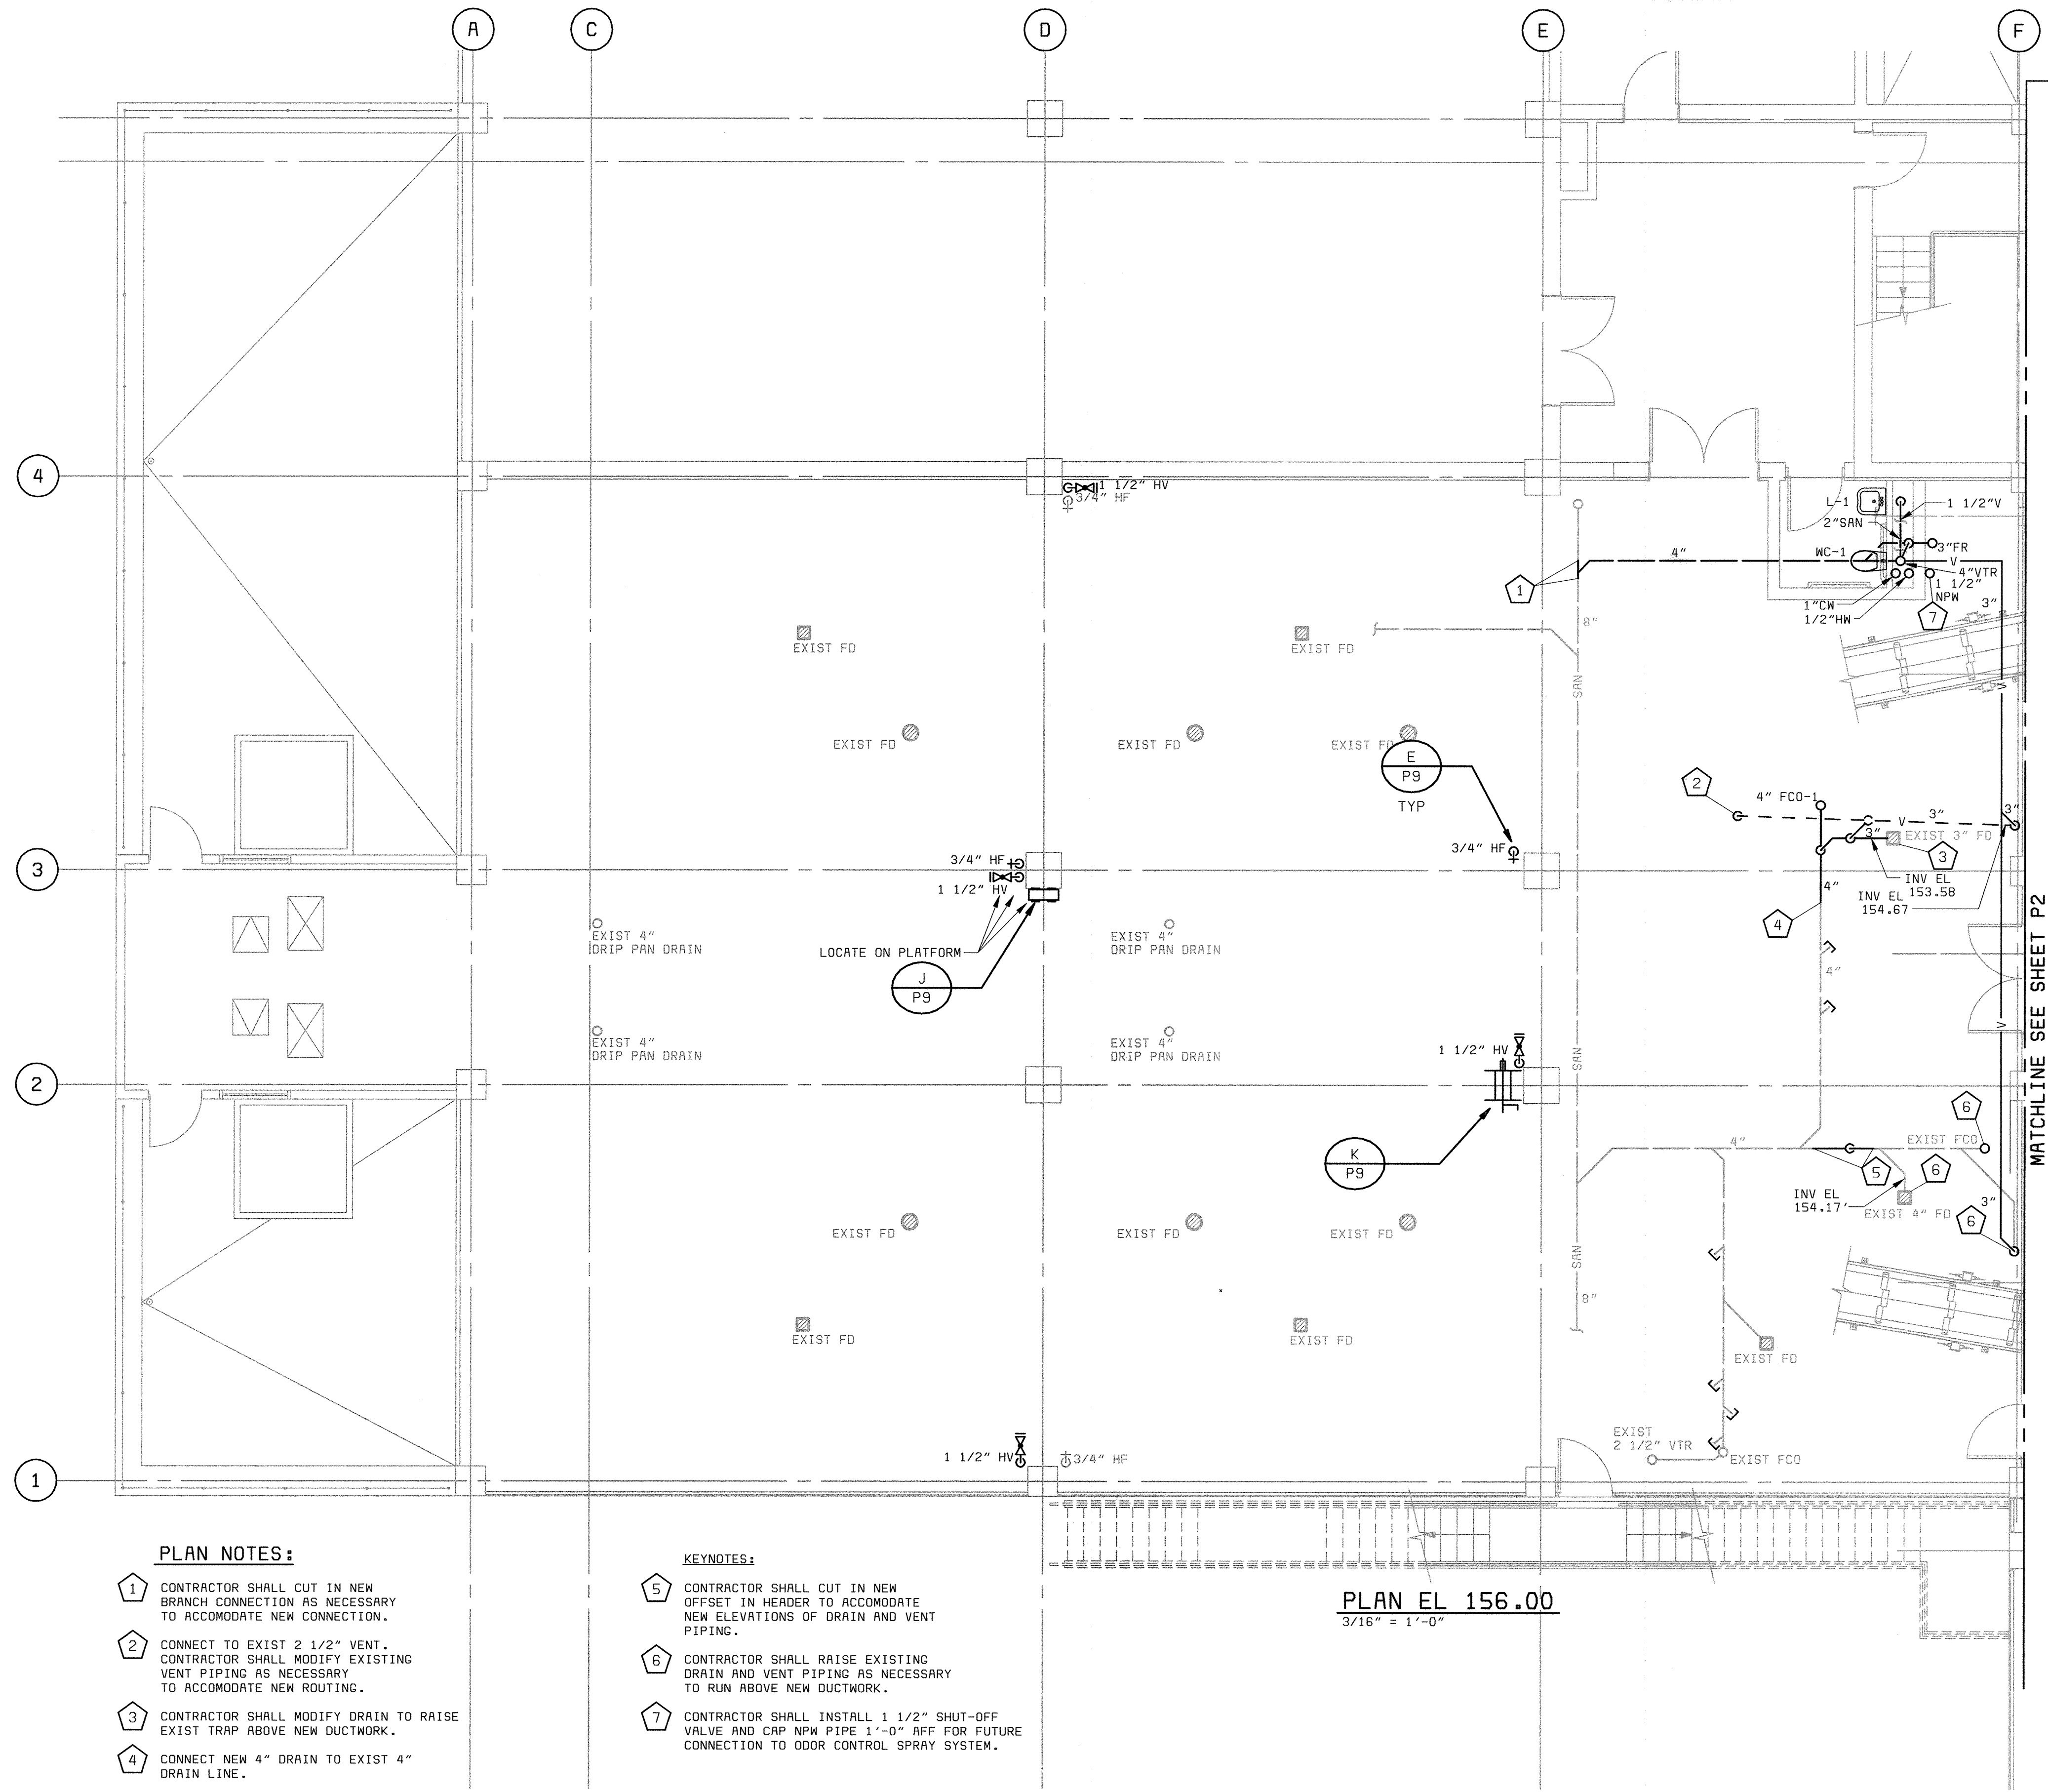 A
C
D
E
F
4
1 1/2" HV
3/4" HF
L-1
1 1/2"V
2"SAN
WC-1
3"FR
V
4"VTR
4"
1
1"CW
1/2"HW
1 1/2"
NPW
7
3"
8"
EXIST FD
EXIST FD
SAN
V
EXIST FD
EXIST FD
EXIST FD
E
P9
TYP
2
4" FCO-1
3"
V
3"
3"
EXIST 3" FD
3
3/4" HF
3/4" HF
3
1 1/2" HV
INV EL
153.58
INV EL
154.67
4"
4
EXIST 4"
DRIP PAN DRAIN
EXIST 4"
DRIP PAN DRAIN
LOCATE ON PLATFORM
J
P9
4"
MATCHLINE SEE SHEET P2
EXIST 4"
DRIP PAN DRAIN
EXIST 4"
DRIP PAN DRAIN
1 1/2" HV
SAN
V
2
6
K
P9
4"
EXIST FCO
5
6
INV EL
154.17'
EXIST 4" FD
3"
6
EXIST FD
EXIST FD
EXIST FD
SAN
8"
EXIST FD
EXIST FD
EXIST FD
EXIST
2 1/2" VTR
EXIST FCO
1 1/2" HV
3/4" HF
1
PLAN NOTES:
1 CONTRACTOR SHALL CUT IN NEW
BRANCH CONNECTION AS NECESSARY
TO ACCOMODATE NEW CONNECTION.
2 CONNECT TO EXIST 2 1/2" VENT.
CONTRACTOR SHALL MODIFY EXISTING
VENT PIPING AS NECESSARY
TO ACCOMODATE NEW ROUTING.
3 CONTRACTOR SHALL MODIFY DRAIN TO RAISE
EXIST TRAP ABOVE NEW DUCTWORK.
4 CONNECT NEW 4" DRAIN TO EXIST 4"
DRAIN LINE.
KEYNOTES:
5 CONTRACTOR SHALL CUT IN NEW
OFFSET IN HEADER TO ACCOMODATE
NEW ELEVATIONS OF DRAIN AND VENT
PIPING.
6 CONTRACTOR SHALL RAISE EXISTING
DRAIN AND VENT PIPING AS NECESSARY
TO RUN ABOVE NEW DUCTWORK.
7 CONTRACTOR SHALL INSTALL 1 1/2" SHUT-OFF
VALVE AND CAP NPW PIPE 1'-0" AFF FOR FUTURE
CONNECTION TO ODOR CONTROL SPRAY SYSTEM.
PLAN EL 156.00
3/16" = 1'-0"